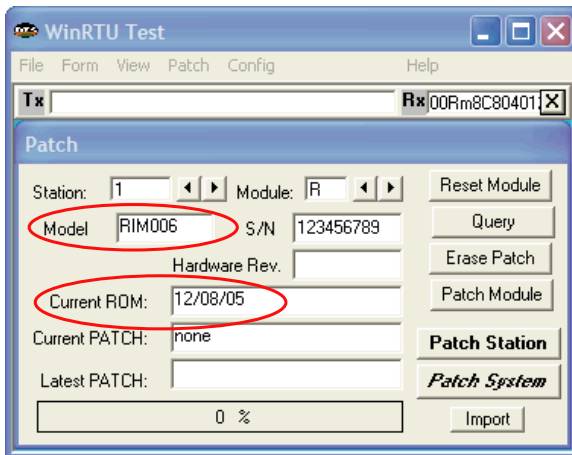 WinRTU Test
File Form View Patch Config Help
Tx Rx 00Rm8C80401
Patch
Station: 1 Module: R Reset Module
Model RIM006 S/N 123456789 Query
Hardware Rev. Erase Patch
Current ROM: 12/08/05 Patch Module
Current PATCH: none Patch Station
Latest PATCH: Patch System
0 % Import